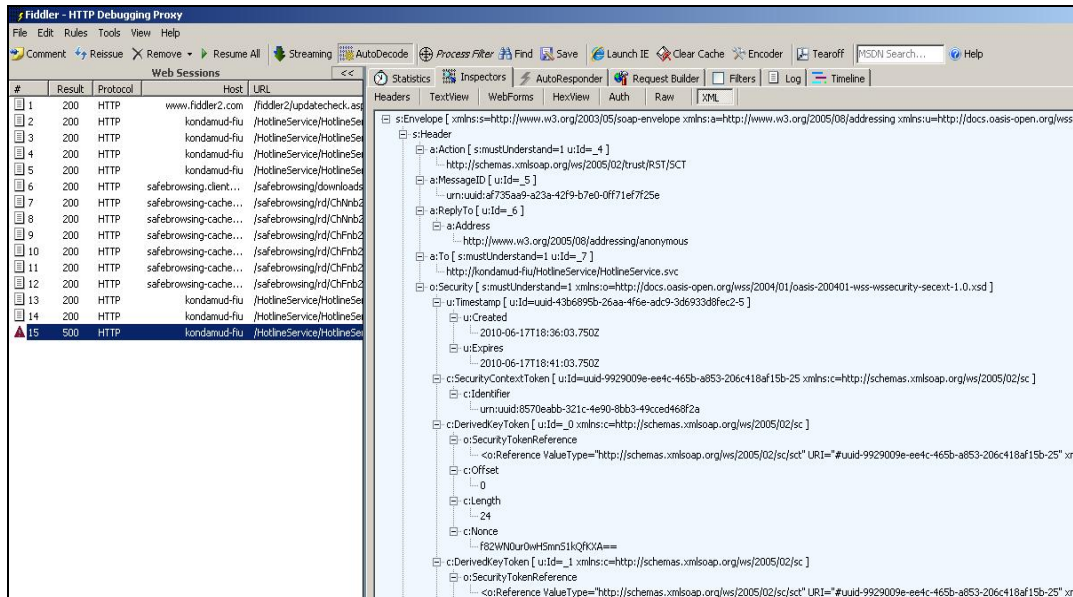 Fiddler - HTTP Debugging Proxy
File Edit Rules Tools View Help
Comment Reissue Remove Resume All Streaming AutoDecode Process Filter Find Save Launch IE Clear Cache Encoder Tearoff MSDN Search... Help
Web Sessions <<
# Result Protocol Host URL
1 200 HTTP www.fiddler2.com /fiddler2/updatecheck.asp
2 200 HTTP kondamud-fiu /HotlineService/HotlineSer
3 200 HTTP kondamud-fiu /HotlineService/HotlineSer
4 200 HTTP kondamud-fiu /HotlineService/HotlineSer
5 200 HTTP kondamud-fiu /HotlineService/HotlineSer
6 200 HTTP safebrowsing.client... /safebrowsing/downloads
7 200 HTTP safebrowsing-cache... /safebrowsing/rd/ChNnb2
8 200 HTTP safebrowsing-cache... /safebrowsing/rd/ChNnb2
9 200 HTTP safebrowsing-cache... /safebrowsing/rd/ChFnb2
10 200 HTTP safebrowsing-cache... /safebrowsing/rd/ChFnb2
11 200 HTTP safebrowsing-cache... /safebrowsing/rd/ChFnb2
12 200 HTTP safebrowsing-cache... /safebrowsing/rd/ChFnb2
13 200 HTTP kondamud-fiu /HotlineService/HotlineSer
14 200 HTTP kondamud-fiu /HotlineService/HotlineSer
15 500 HTTP kondamud-fiu /HotlineService/HotlineSer
Statistics Inspectors AutoResponder Request Builder Filters Log Timeline
Headers TextView WebForms HexView Auth Raw XML
s:Envelope [ xmlns:s=http://www.w3.org/2003/05/soap-envelope xmlns:a=http://www.w3.org/2005/08/addressing xmlns:u=http://docs.oasis-open.org/wss
s:Header
a:Action [ s:mustUnderstand=1 u:Id=_4 ]
http://schemas.xmlsoap.org/ws/2005/02/trust/RST/SCT
a:MessageID [ u:Id=_5 ]
urn:uuid:af735aa9-a23a-42f9-b7e0-0ff71ef7f25e
a:ReplyTo [ u:Id=_6 ]
a:Address
http://www.w3.org/2005/08/addressing/anonymous
a:To [ s:mustUnderstand=1 u:Id=_7 ]
http://kondamud-fiu/HotlineService/HotlineService.svc
o:Security [ s:mustUnderstand=1 xmlns:o=http://docs.oasis-open.org/wss/2004/01/oasis-200401-wss-wssecurity-secext-1.0.xsd ]
u:Timestamp [ u:Id=uuid-43b6895b-26aa-4f6e-adc9-3d6933d8fec2-5 ]
u:Created
2010-06-17T18:36:03.750Z
u:Expires
2010-06-17T18:41:03.750Z
c:SecurityContextToken [ u:Id=uuid-9929009e-ee4c-465b-a853-206c418af15b-25 xmlns:c=http://schemas.xmlsoap.org/ws/2005/02/sc ]
c:Identifier
urn:uuid:8570eabb-321c-4e90-8bb3-49cced468f2a
c:DerivedKeyToken [ u:Id=_0 xmlns:c=http://schemas.xmlsoap.org/ws/2005/02/sc ]
o:SecurityTokenReference
<o:Reference ValueType="http://schemas.xmlsoap.org/ws/2005/02/sc/sct" URI="#uuid-9929009e-ee4c-465b-a853-206c418af15b-25" xr
c:Offset
0
c:Length
24
c:Nonce
f82WN0ur0wHSmnS1kQfKXA==
c:DerivedKeyToken [ u:Id=_1 xmlns:c=http://schemas.xmlsoap.org/ws/2005/02/sc ]
o:SecurityTokenReference
<o:Reference ValueType="http://schemas.xmlsoap.org/ws/2005/02/sc/sct" URI="#uuid-9929009e-ee4c-465b-a853-206c418af15b-25" xr